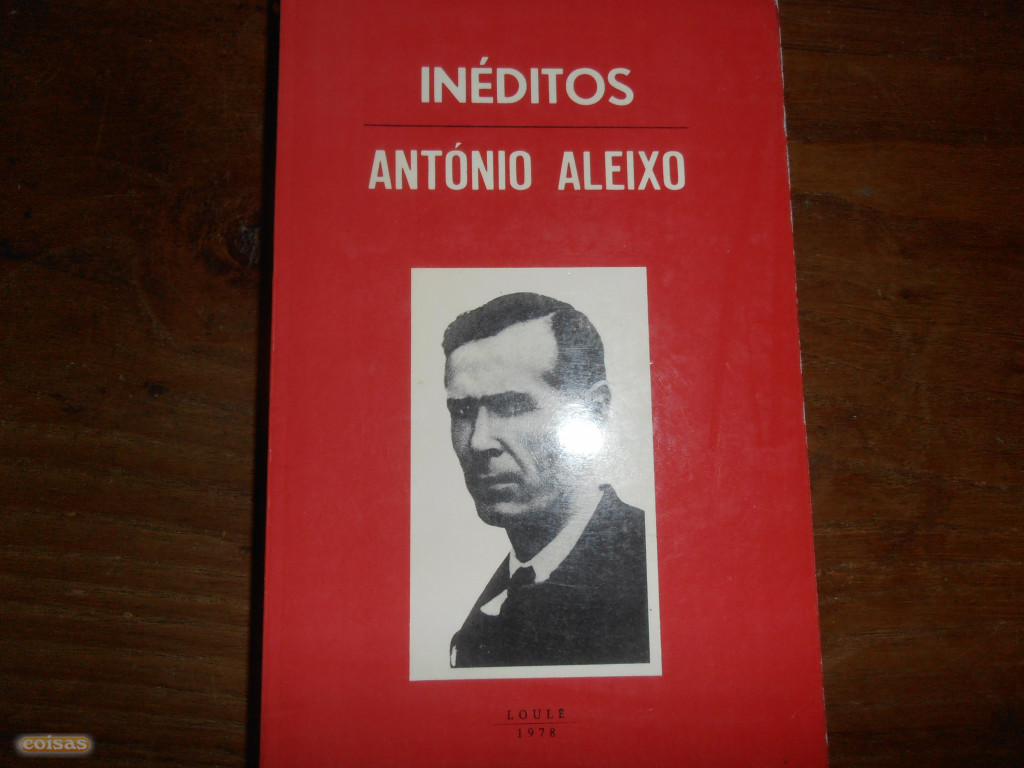 INÉDITOS
ANTÓNIO ALEIXO
LOULÉ
1978
coisas